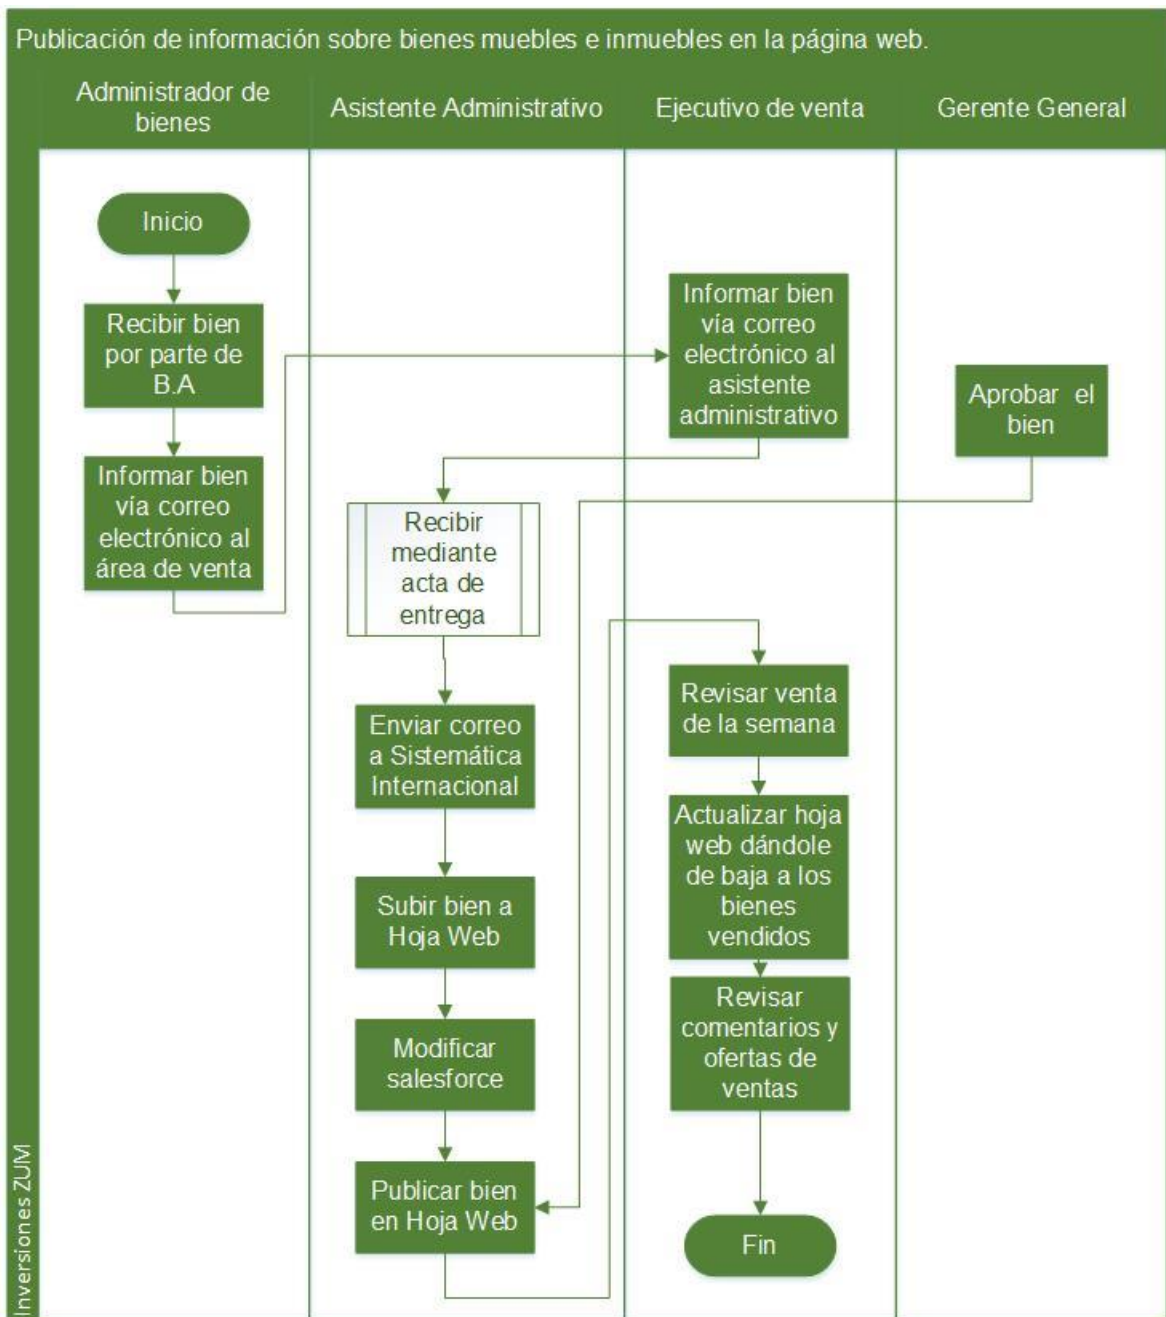 Publicación de información sobre bienes muebles e inmuebles en la página web.
Administrador de
bienes
Asistente Administrativo
Ejecutivo de venta
Gerente General
Inicio
Recibir bien
por parte de
B.A
Informar bien
vía correo
electrónico al
área de venta
Informar bien
vía correo
electrónico al
asistente
administrativo
Aprobar el
bien
Recibir
mediante
acta de
entrega
Enviar correo
a Sistemática
Internacional
Subir bien a
Hoja Web
Modificar
salesforce
Publicar bien
en Hoja Web
Revisar venta
de la semana
Actualizar hoja
web dándole
de baja a los
bienes
vendidos
Revisar
comentarios y
ofertas de
ventas
Fin
Inversiones ZUM